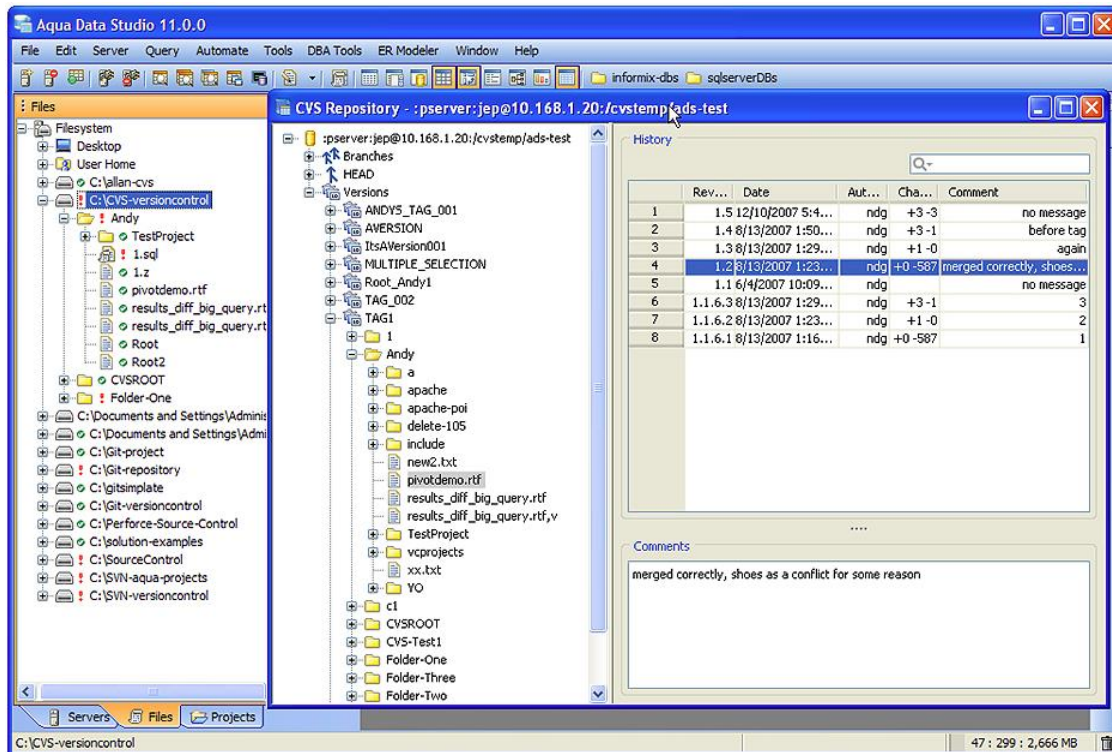 Aqua Data Studio 11.0.0
File Edit Server Query Automate Tools DBA Tools ER Modeler Window Help
informix-dbs sqlserverDBs
Files
Filesystem
Desktop
User Home
C:\allan-cvs
C:\CVS-versioncontrol
Andy
TestProject
1.sql
1.z
pivotdemo.rtf
results_diff_big_query.rt
results_diff_big_query.rt
Root
Root2
CVSROOT
Folder-One
C:\Documents and Settings\Adminis
C:\Documents and Settings\Admi
C:\Git-project
C:\Git-repository
C:\gitsimplate
C:\Git-versioncontrol
C:\Perforce-Source-Control
C:\solution-examples
C:\SourceControl
C:\SVN-aqua-projects
C:\SVN-versioncontrol
Servers Files Projects
CVS Repository - :pserver:jep@10.168.1.20:/cvstemp/ads-test
:pserver:jep@10.168.1.20:/cvstemp/ads-test
Branches
HEAD
Versions
ANDY5_TAG_001
AVERSION
ItsAVersion001
MULTIPLE_SELECTION
Root_Andy1
TAG_002
TAG1
1
Andy
a
apache
apache-poi
delete-105
include
new2.txt
pivotdemo.rtf
results_diff_big_query.rtf
results_diff_big_query.rtf,v
TestProject
vcprojects
xx.txt
YO
c1
CVSROOT
CVS-Test1
Folder-One
Folder-Three
Folder-Two
History
Rev... Date Aut... Cha... Comment
1 1.5 12/10/2007 5:4... ndg +3 -3 no message
2 1.4 8/13/2007 1:50... ndg +3 -1 before tag
3 1.3 8/13/2007 1:29... ndg +1 -0 again
4 1.2 8/13/2007 1:23... ndg +0 -587 merged correctly, shoes...
5 1.1 6/4/2007 10:09... ndg no message
6 1.1.6.3 8/13/2007 1:29... ndg +3 -1 3
7 1.1.6.2 8/13/2007 1:23... ndg +1 -0 2
8 1.1.6.1 8/13/2007 1:16... ndg +0 -587 1
Comments
merged correctly, shoes as a conflict for some reason
C:\CVS-versioncontrol 47 : 299 : 2,666 MB